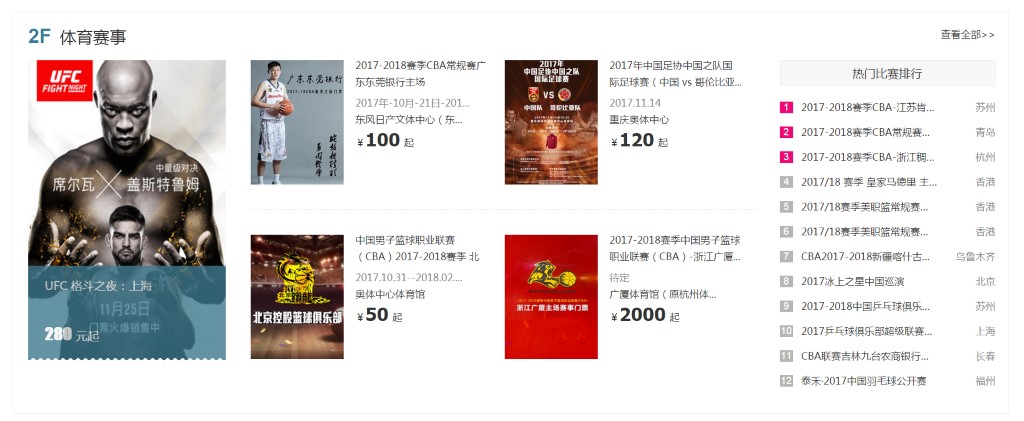 2F 体育赛事
查看全部>>
UFC
FIGHT NIGHT
中量级对决
席尔瓦 盖斯特鲁姆
UFC 格斗之夜：上海
11月25日
门票火爆销售中
280 元起
广东东莞银行
2017-2018赛季CBA常规赛广
东东莞银行主场
2017年-10月-21日-201...
东风日产文体中心（东...
￥100 起
2017年
中国足协中国之队
国际足球赛
VS
中国队 哥伦比亚队
2017年中国足协中国之队国
际足球赛（中国 vs 哥伦比亚...
2017.11.14
重庆奥体中心
￥120 起
北京控股篮球俱乐部
中国男子篮球职业联赛
（CBA）2017-2018赛季 北
2017.10.31--2018.02....
奥体中心体育馆
￥50 起
浙江广厦主场赛事门票
2017-2018赛季中国男子篮球
职业联赛（CBA）-浙江广厦...
待定
广厦体育馆（原杭州体...
￥2000 起
热门比赛排行
1 2017-2018赛季CBA-江苏肯... 苏州
2 2017-2018赛季CBA常规赛... 青岛
3 2017-2018赛季CBA-浙江稠... 杭州
4 2017/18 赛季 皇家马德里 主... 香港
5 2017/18赛季美职篮常规赛... 香港
6 2017/18赛季美职篮常规赛... 香港
7 CBA2017-2018新疆喀什古... 乌鲁木齐
8 2017冰上之星中国巡演 北京
9 2017-2018中国乒乓球俱乐... 苏州
10 2017乒乓球俱乐部超级联赛... 上海
11 CBA联赛吉林九台农商银行... 长春
12 泰禾·2017中国羽毛球公开赛 福州